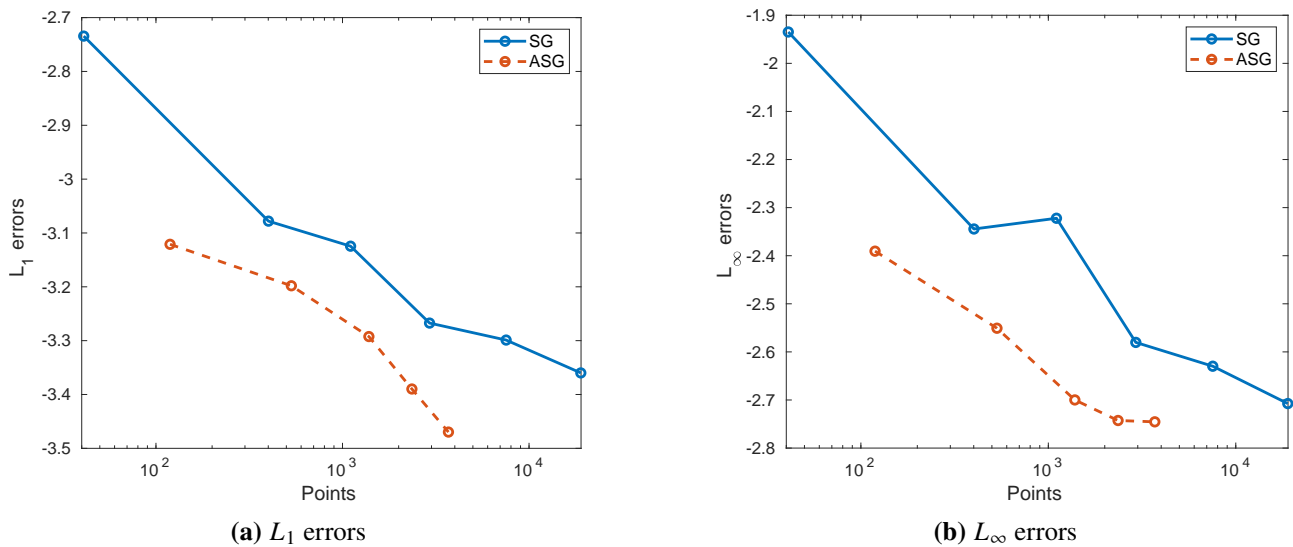 -2.7
-2.8
-2.9
-3
-3.1
-3.2
-3.3
-3.4
-3.5
L1 errors
SG
ASG
10^2
10^3
10^4
Points
(a) L1 errors
-1.9
-2
-2.1
-2.2
-2.3
-2.4
-2.5
-2.6
-2.7
-2.8
L∞ errors
SG
ASG
10^2
10^3
10^4
Points
(b) L∞ errors